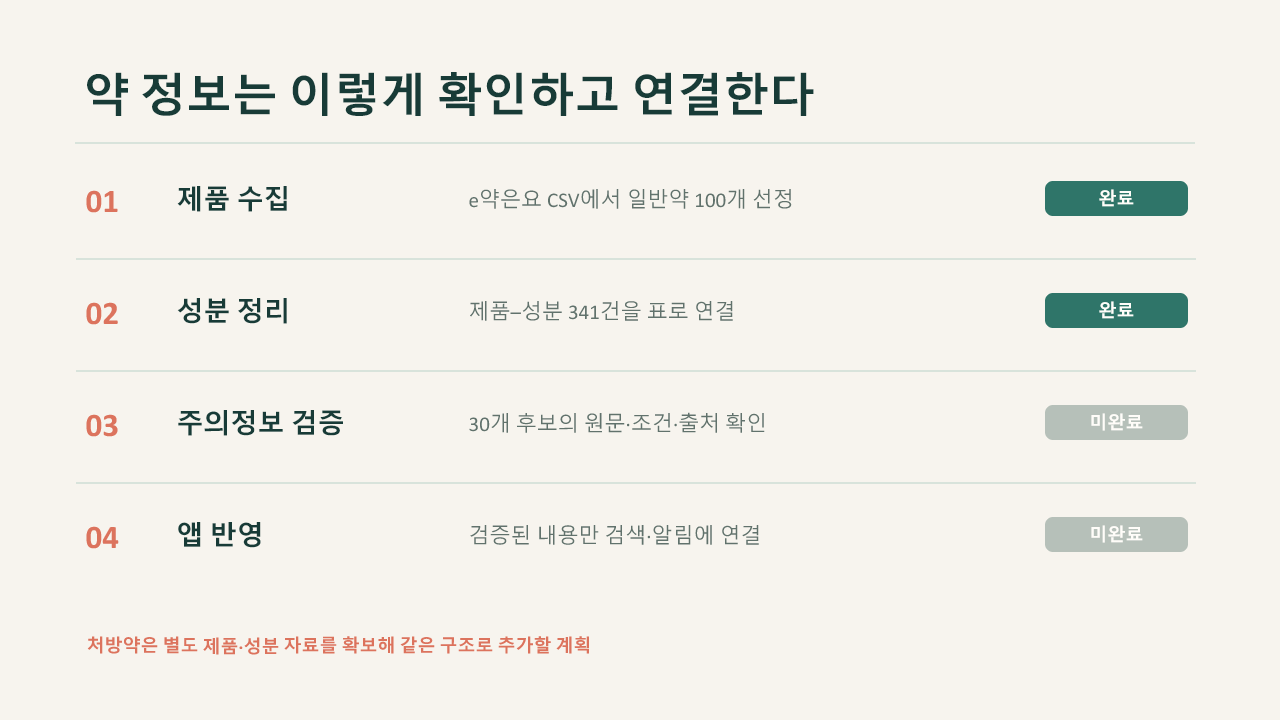 약 정보는 이렇게 확인하고 연결한다
01 제품 수집 e약은요 CSV에서 일반약 100개 선정 완료
02 성분 정리 제품–성분 341건을 표로 연결 완료
03 주의정보 검증 30개 후보의 원문·조건·출처 확인 미완료
04 앱 반영 검증된 내용만 검색·알림에 연결 미완료
처방약은 별도 제품·성분 자료를 확보해 같은 구조로 추가할 계획